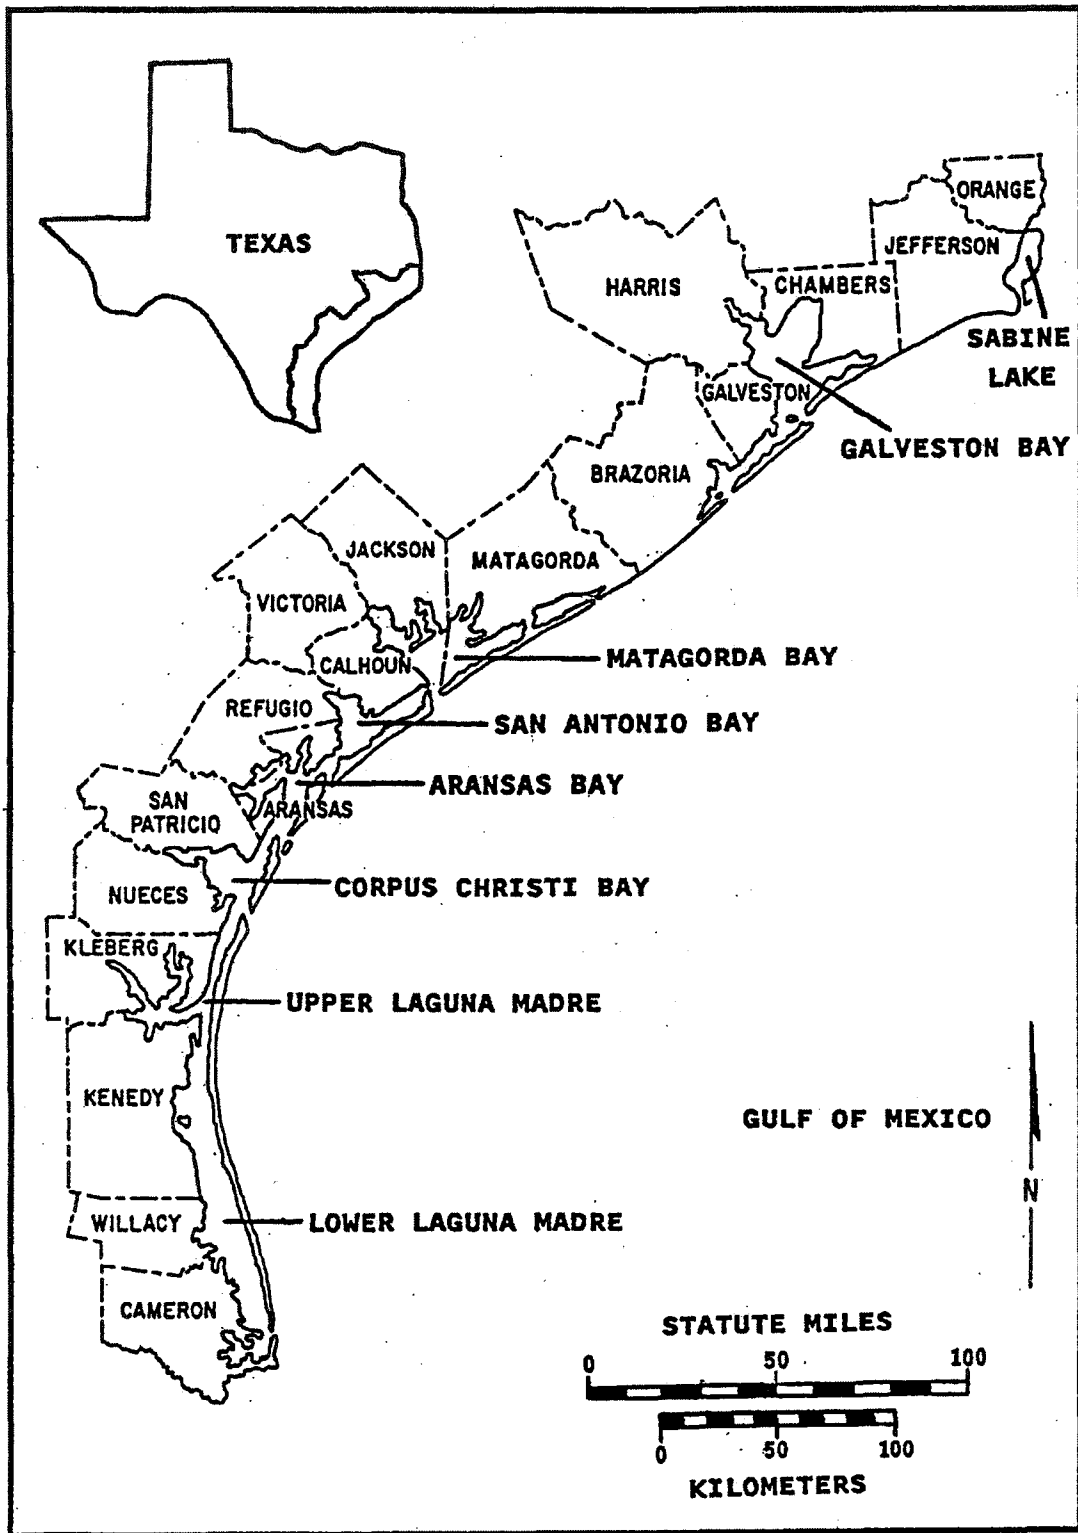 TEXAS
ORANGE
JEFFERSON
HARRIS
CHAMBERS
SABINE
LAKE
GALVESTON
GALVESTON BAY
BRAZORIA
JACKSON
MATAGORDA
VICTORIA
CALHOUN
MATAGORDA BAY
REFUGIO
SAN ANTONIO BAY
ARANSAS BAY
SAN
PATRICIO
ARANSAS
NUECES
CORPUS CHRISTI BAY
KLEBERG
UPPER LAGUNA MADRE
KENEDY
GULF OF MEXICO
N
WILLACY
LOWER LAGUNA MADRE
CAMERON
STATUTE MILES
0 50 100
0 50 100
KILOMETERS